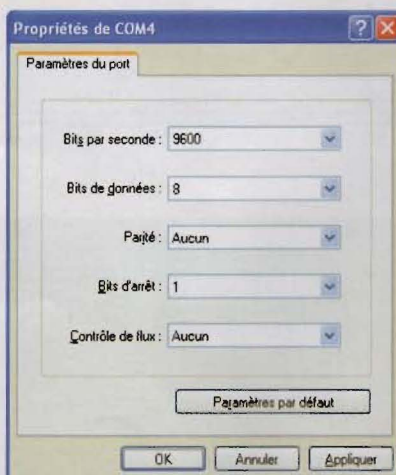 Propriétés de COM4
Paramètres du port
Bits par seconde : 9600
Bits de données : 8
Parité : Aucun
Bits d'arrêt : 1
Contrôle de flux : Aucun
Paramètres par défaut
OK Annuler Appliquer